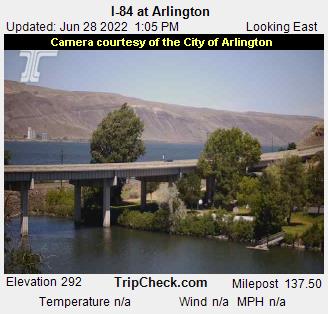 I-84 at Arlington
Updated: Jun 28 2022 1:05 PM Looking East
Camera courtesy of the City of Arlington
Elevation 292 TripCheck.com Milepost 137.50
Temperature n/a Wind n/a MPH n/a